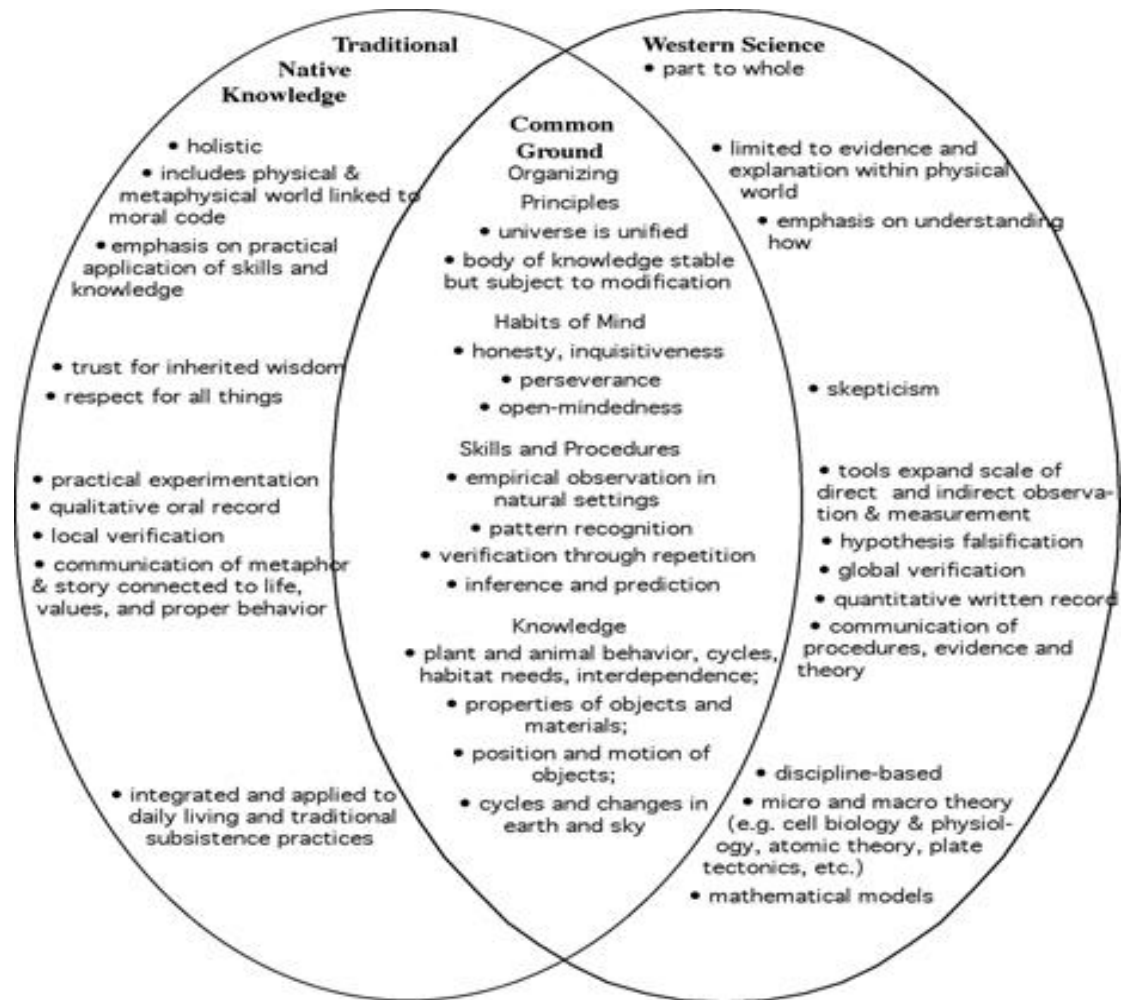 Traditional
Native
Knowledge
• holistic
• includes physical &
metaphysical world linked to
moral code
• emphasis on practical
application of skills and
knowledge
• trust for inherited wisdom
• respect for all things
• practical experimentation
• qualitative oral record
• local verification
• communication of metaphor
& story connected to life,
values, and proper behavior
• integrated and applied to
daily living and traditional
subsistence practices
Common
Ground
Organizing
Principles
• universe is unified
• body of knowledge stable
but subject to modification
Habits of Mind
• honesty, inquisitiveness
• perseverance
• open-mindedness
Skills and Procedures
• empirical observation in
natural settings
• pattern recognition
• verification through repetition
• inference and prediction
Knowledge
• plant and animal behavior, cycles,
habitat needs, interdependence;
• properties of objects and
materials;
• position and motion of
objects;
• cycles and changes in
earth and sky
Western Science
• part to whole
• limited to evidence and
explanation within physical
world
• emphasis on understanding
how
• skepticism
• tools expand scale of
direct and indirect observa-
tion & measurement
• hypothesis falsification
• global verification
• quantitative written record
• communication of
procedures, evidence and
theory
• discipline-based
• micro and macro theory
(e.g. cell biology & physiol-
ogy, atomic theory, plate
tectonics, etc.)
• mathematical models